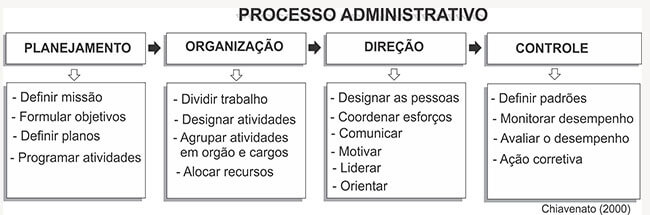 PROCESSO ADMINISTRATIVO
PLANEJAMENTO
ORGANIZAÇÃO
DIREÇÃO
CONTROLE
- Definir missão
- Formular objetivos
- Definir planos
- Programar atividades
- Dividir trabalho
- Designar atividades
- Agrupar atividades
em orgão e cargos
- Alocar recursos
- Designar as pessoas
- Coordenar esforços
- Comunicar
- Motivar
- Liderar
- Orientar
- Definir padrões
- Monitorar desempenho
- Avaliar o desempenho
- Ação corretiva
Chiavenato (2000)